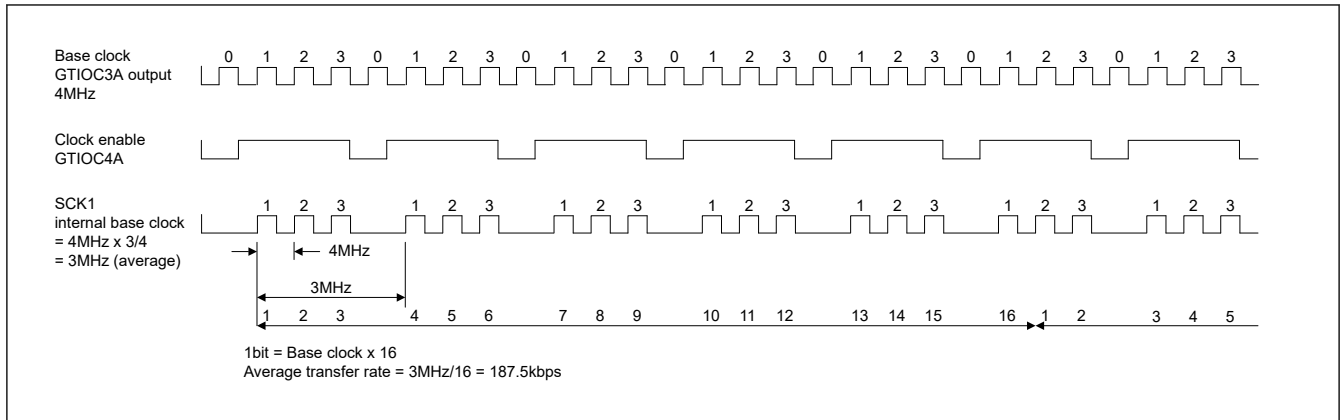 Base clock
GTIOC3A output
4MHz
0 1 2 3 0 1 2 3 0 1 2 3 0 1 2 3 0 1 2 3 0 1 2 3 0 1 2 3
Clock enable
GTIOC4A
SCK1
internal base clock
= 4MHz x 3/4
= 3MHz (average)
1 2 3 1 2 3 1 2 3 1 2 3 1 2 3 1 2 3 1 2 3
4MHz
3MHz
1 2 3 4 5 6 7 8 9 10 11 12 13 14 15 16 1 2 3 4 5
1bit = Base clock x 16
Average transfer rate = 3MHz/16 = 187.5kbps